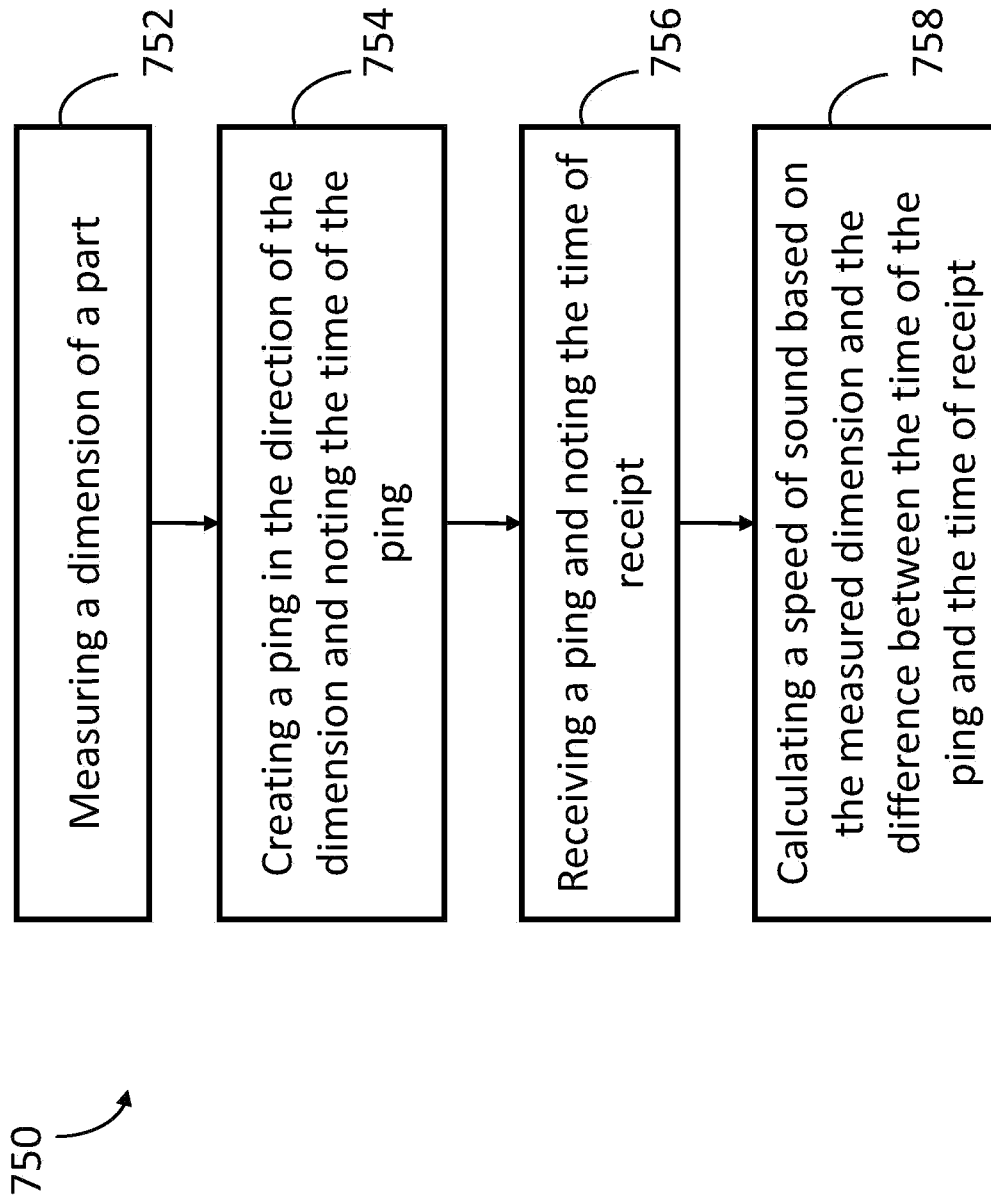 750
Measuring a dimension of a part
752
Creating a ping in the direction of the
dimension and noting the time of the
ping
754
Receiving a ping and noting the time of
receipt
756
Calculating a speed of sound based on
the measured dimension and the
difference between the time of the
ping and the time of receipt
758